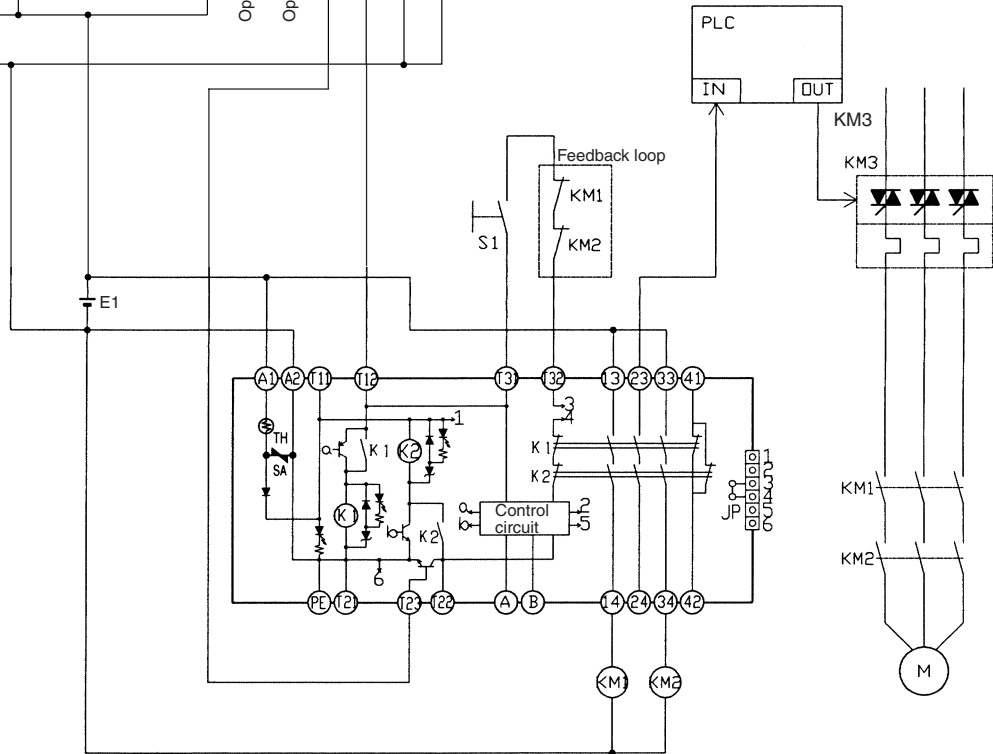 Op
Op
PLC
IN OUT
KM3
KM3
Feedback loop
KM1
S1
KM2
E1
A1 A2 T11 T12 T31 T32 13 23 33 41
3
4
1
TH
SA
a
K1
K2
K1
K2
1
2
3
4
5
6
JP
K1
b
K2
a
b
Control
circuit
2
5
6
PE T21 T23 T22 A B 14 24 34 42
KM1 KM2
KM1
KM2
M